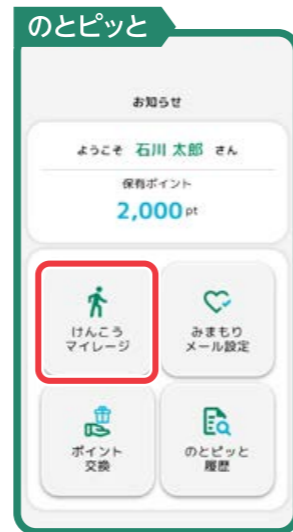 のとピッと
お知らせ
ようこそ 石川 太郎 さん
保有ポイント
2,000 pt
けんこう
マイレージ
みまもり
メール設定
ポイント
交換
のとピッと
履歴